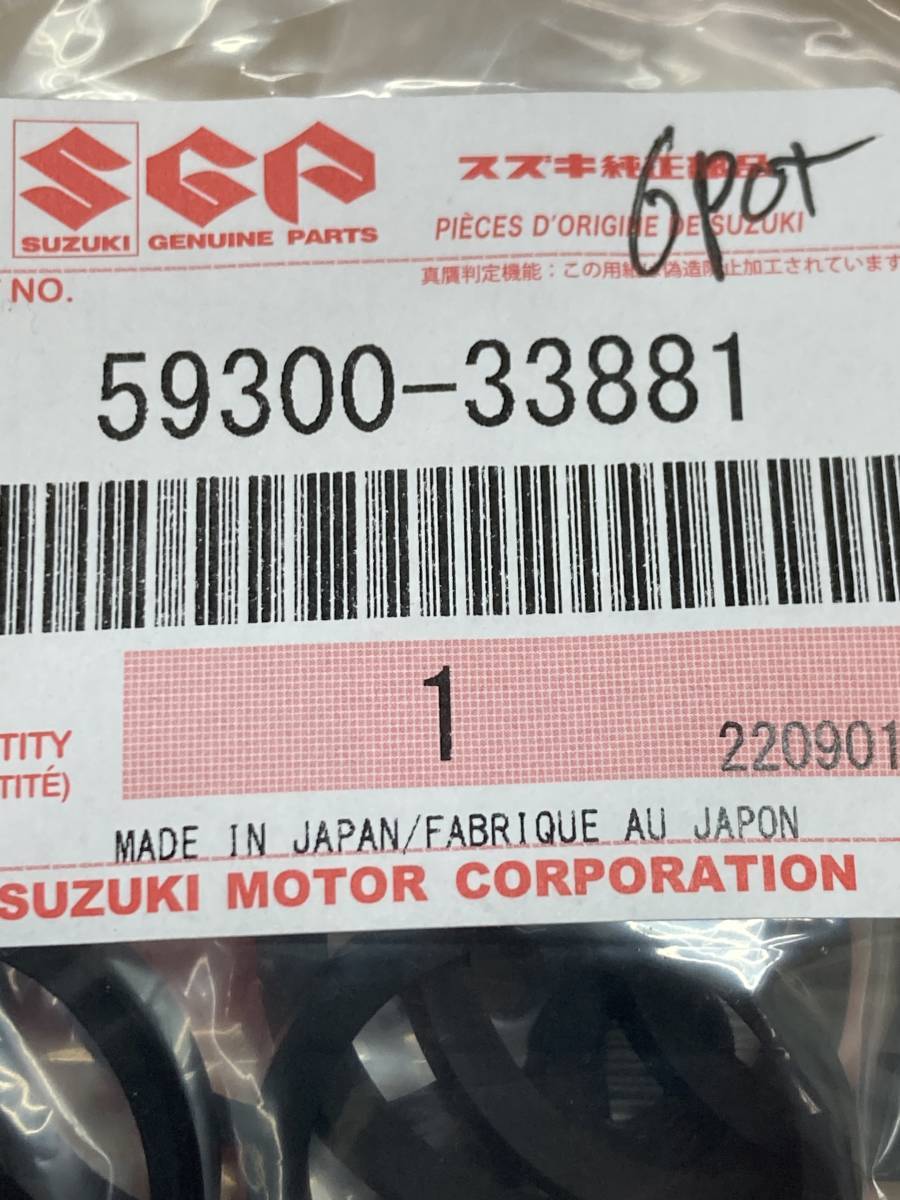 SGP
6pot
スズキ純正部品
SUZUKI GENUINE PARTS
PIÈCES D'ORIGINE DE SUZUKI
真贋判定機能：この用紙は偽造防止加工されています
NO.
59300-33881
1
TITY
TITÉ)
220901
MADE IN JAPAN/FABRIQUE AU JAPON
SUZUKI MOTOR CORPORATION